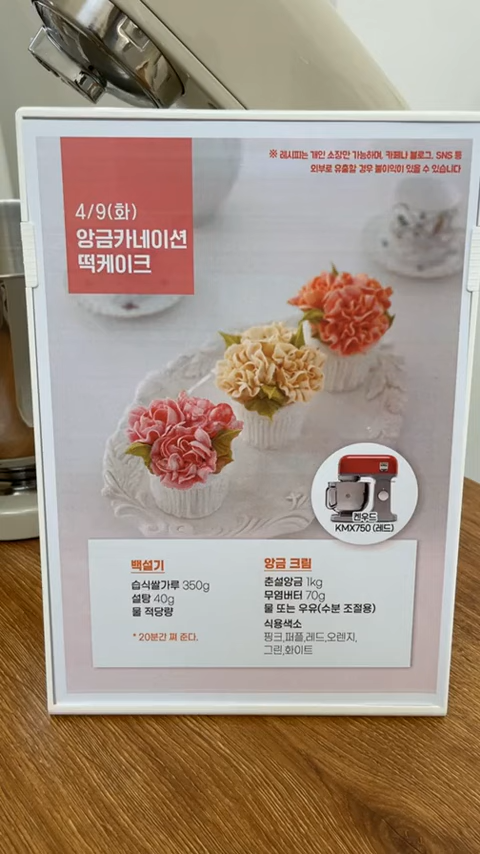 ※ 레시피는 개인 소장만 가능하며, 카페나 블로그, SNS 등
외부로 유출할 경우 불이익이 있을 수 있습니다
4/9(화)
앙금카네이션
떡케이크
켄우드
KMX750 (레드)
백설기
습식쌀가루 350g
설탕 40g
물 적당량
* 20분간 쪄 준다.
앙금 크림
춘설앙금 1kg
무염버터 70g
물 또는 우유(수분 조절용)
식용색소
핑크,퍼플,레드,오렌지,
그린,화이트